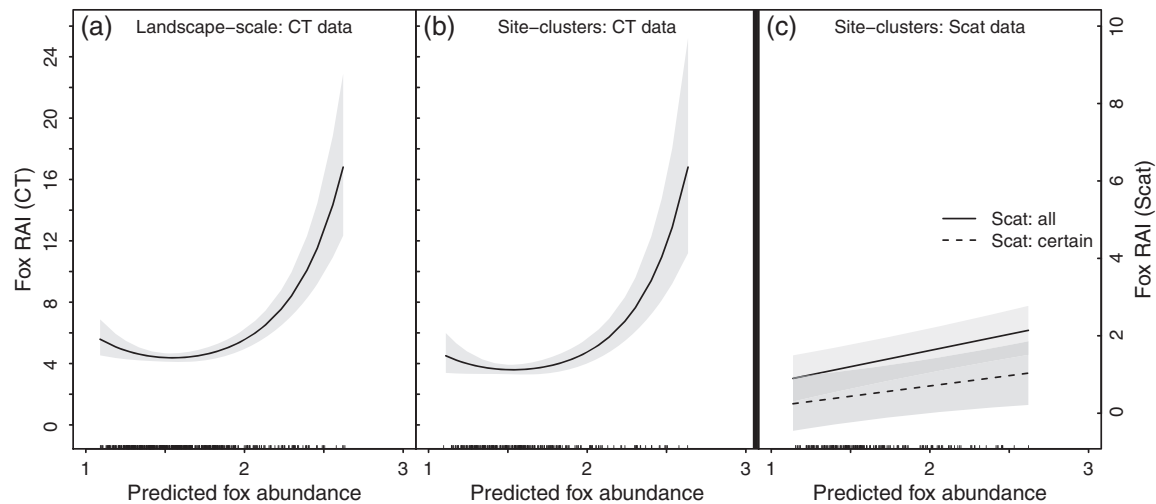 (a) Landscape−scale: CT data
(b) Site−clusters: CT data
(c) Site−clusters: Scat data
24
20
16
12
8
4
0
Fox RAI (CT)
10
8
6
4
2
0
Fox RAI (Scat)
Scat: all
Scat: certain
1 2 3
1 2 3
1 2 3
Predicted fox abundance
Predicted fox abundance
Predicted fox abundance